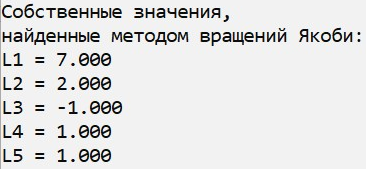 Собственные значения,
найденные методом вращений Якоби:
L1 = 7.000
L2 = 2.000
L3 = -1.000
L4 = 1.000
L5 = 1.000